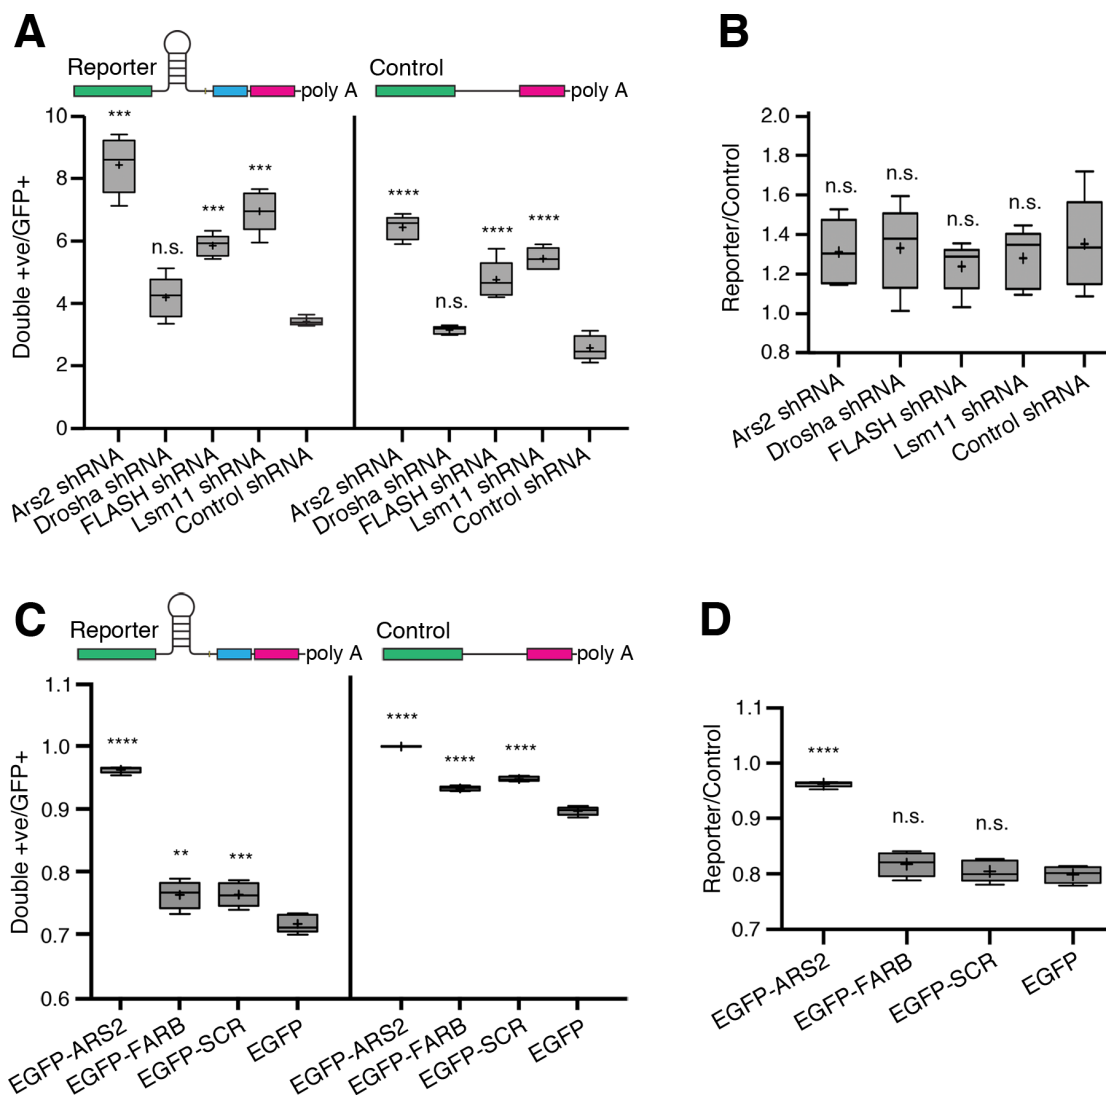 A
Reporter
poly A
Control
poly A
Double +ve/GFP+
10
8
6
4
2
0
***
n.s.
***
***
****
n.s.
****
****
Ars2 shRNA
Drosha shRNA
FLASH shRNA
Lsm11 shRNA
Control shRNA
Ars2 shRNA
Drosha shRNA
FLASH shRNA
Lsm11 shRNA
Control shRNA
B
Reporter/Control
2.0
1.8
1.6
1.4
1.2
1.0
0.8
n.s.
n.s.
n.s.
n.s.
Ars2 shRNA
Drosha shRNA
FLASH shRNA
Lsm11 shRNA
Control shRNA
C
Reporter
poly A
Control
poly A
Double +ve/GFP+
1.1
1.0
0.9
0.8
0.7
0.6
****
**
***
****
****
****
EGFP-ARS2
EGFP-FARB
EGFP-SCR
EGFP
EGFP-ARS2
EGFP-FARB
EGFP-SCR
EGFP
D
Reporter/Control
1.1
1.0
0.9
0.8
0.7
****
n.s.
n.s.
EGFP-ARS2
EGFP-FARB
EGFP-SCR
EGFP